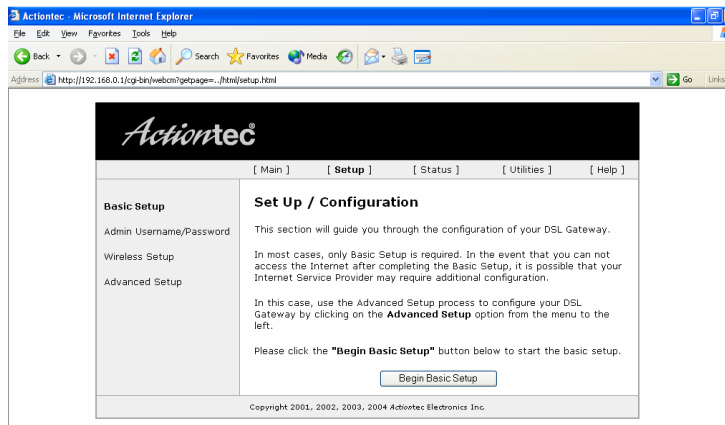 Actiontec - Microsoft Internet Explorer
File Edit View Favorites Tools Help
Back Search Favorites Media
Address http://192.168.0.1/cgi-bin/webcm?getpage=../html/setup.html Go Links
Actiontec
[ Main ] [ Setup ] [ Status ] [ Utilities ] [ Help ]
Basic Setup
Admin Username/Password
Wireless Setup
Advanced Setup
Set Up / Configuration
This section will guide you through the configuration of your DSL Gateway.
In most cases, only Basic Setup is required. In the event that you can not
access the Internet after completing the Basic Setup, it is possible that your
Internet Service Provider may require additional configuration.
In this case, use the Advanced Setup process to configure your DSL
Gateway by clicking on the Advanced Setup option from the menu to the
left.
Please click the "Begin Basic Setup" button below to start the basic setup.
Begin Basic Setup
Copyright 2001, 2002, 2003, 2004 Actiontec Electronics Inc.